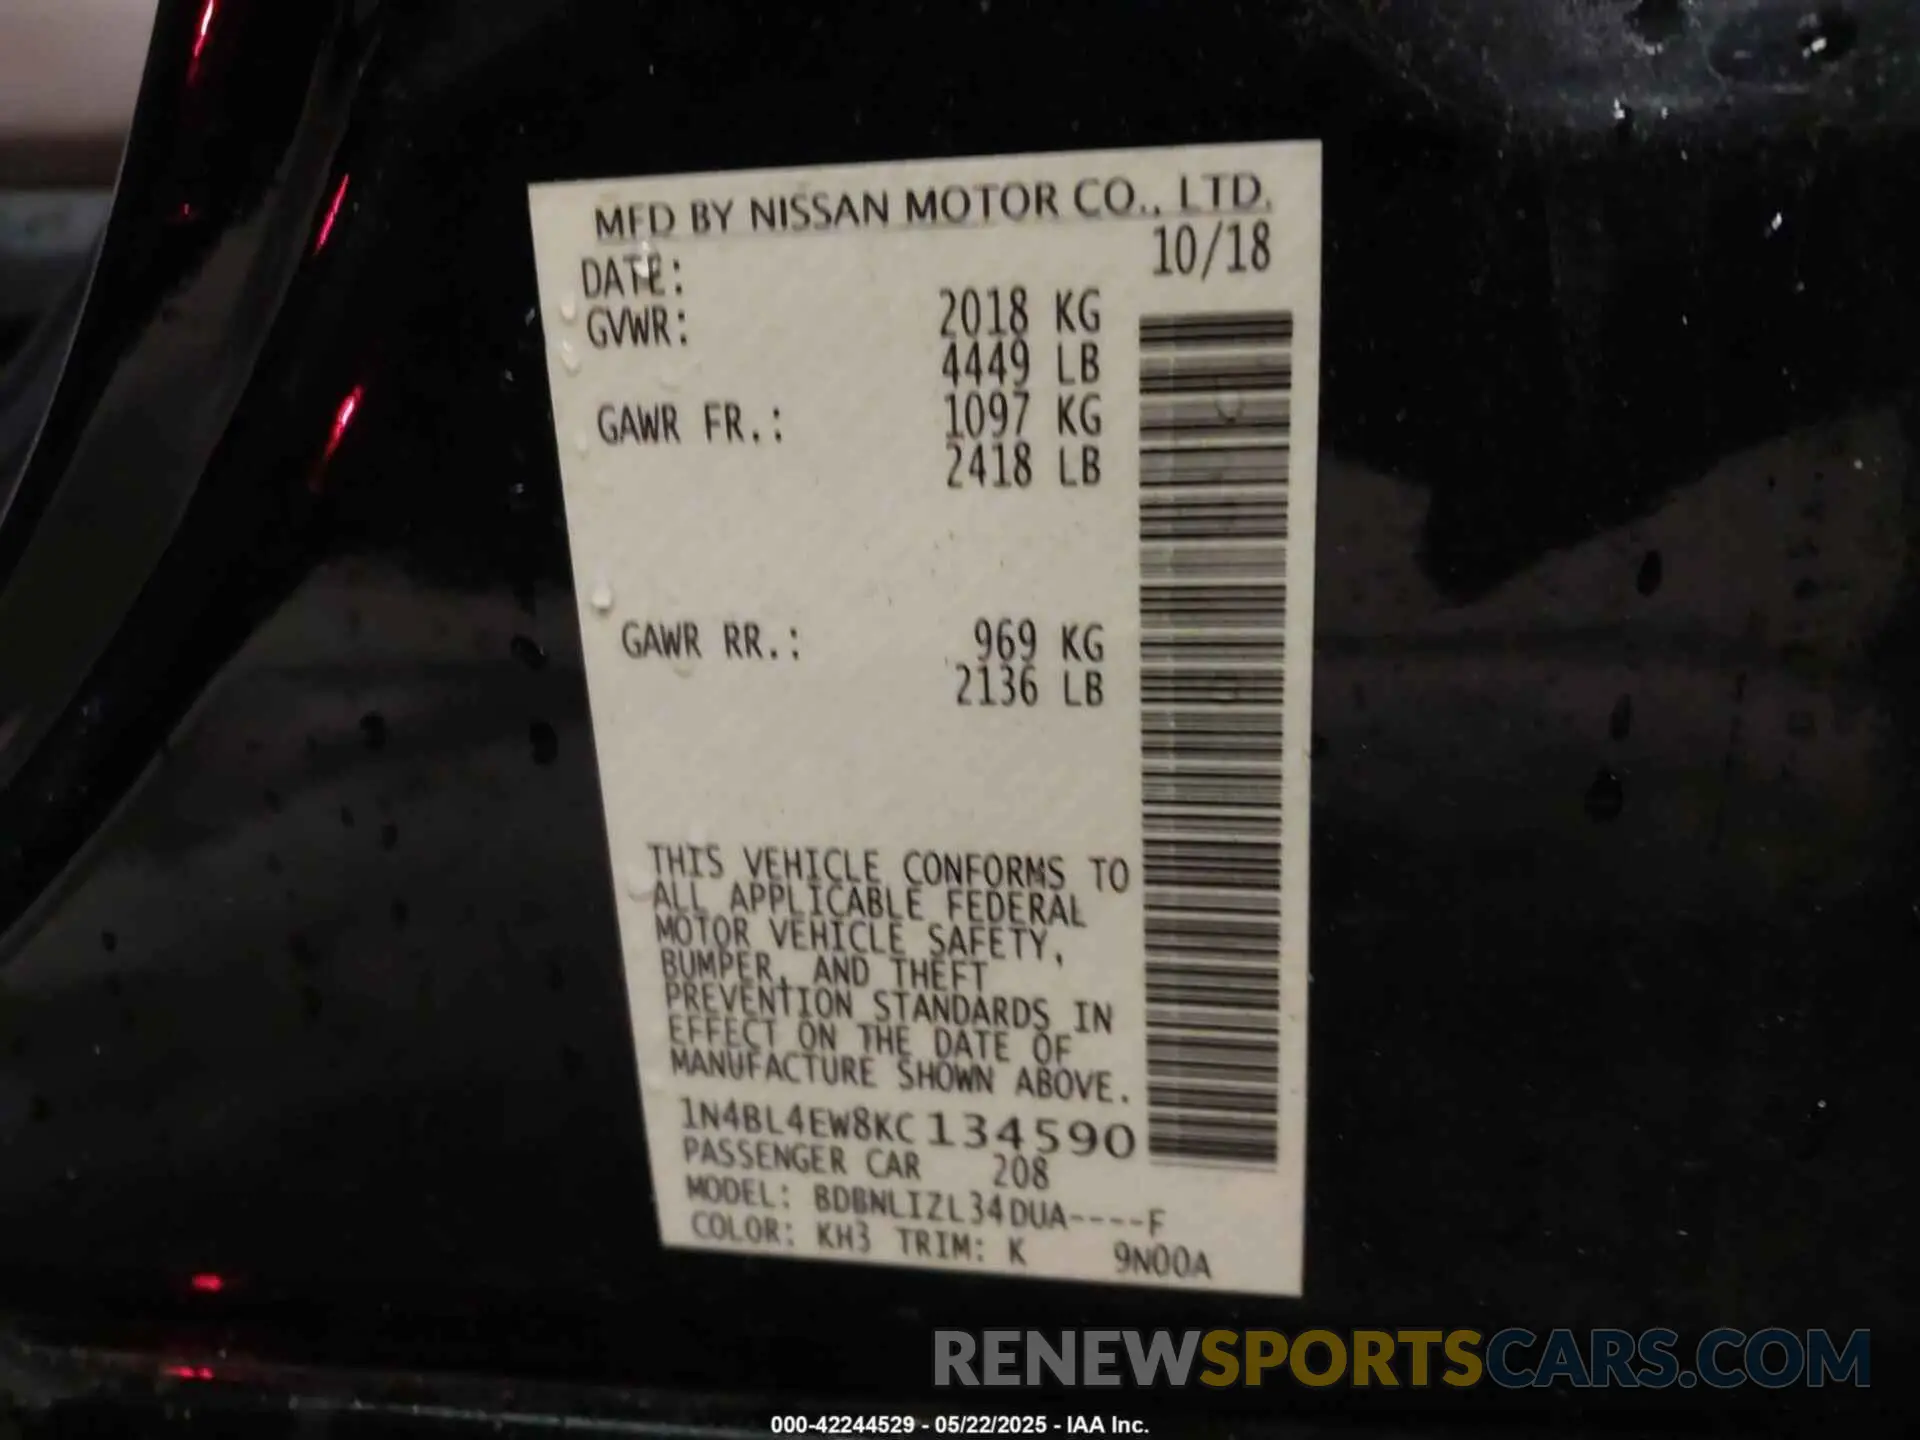 MFD BY NISSAN MOTOR CO., LTD.
DATE: 10/18
GVWR: 2018 KG
4449 LB
GAWR FR.: 1097 KG
2418 LB
GAWR RR.: 969 KG
2136 LB
THIS VEHICLE CONFORMS TO
ALL APPLICABLE FEDERAL
MOTOR VEHICLE SAFETY,
BUMPER, AND THEFT
PREVENTION STANDARDS IN
EFFECT ON THE DATE OF
MANUFACTURE SHOWN ABOVE.
1N4BL4EW8KC134590
PASSENGER CAR 208
MODEL: BDBNLIZL34DUA----F
COLOR: KH3 TRIM: K 9N00A
RENEWSPORTSCARS.COM
000-42244529 - 05/22/2025 - IAA Inc.